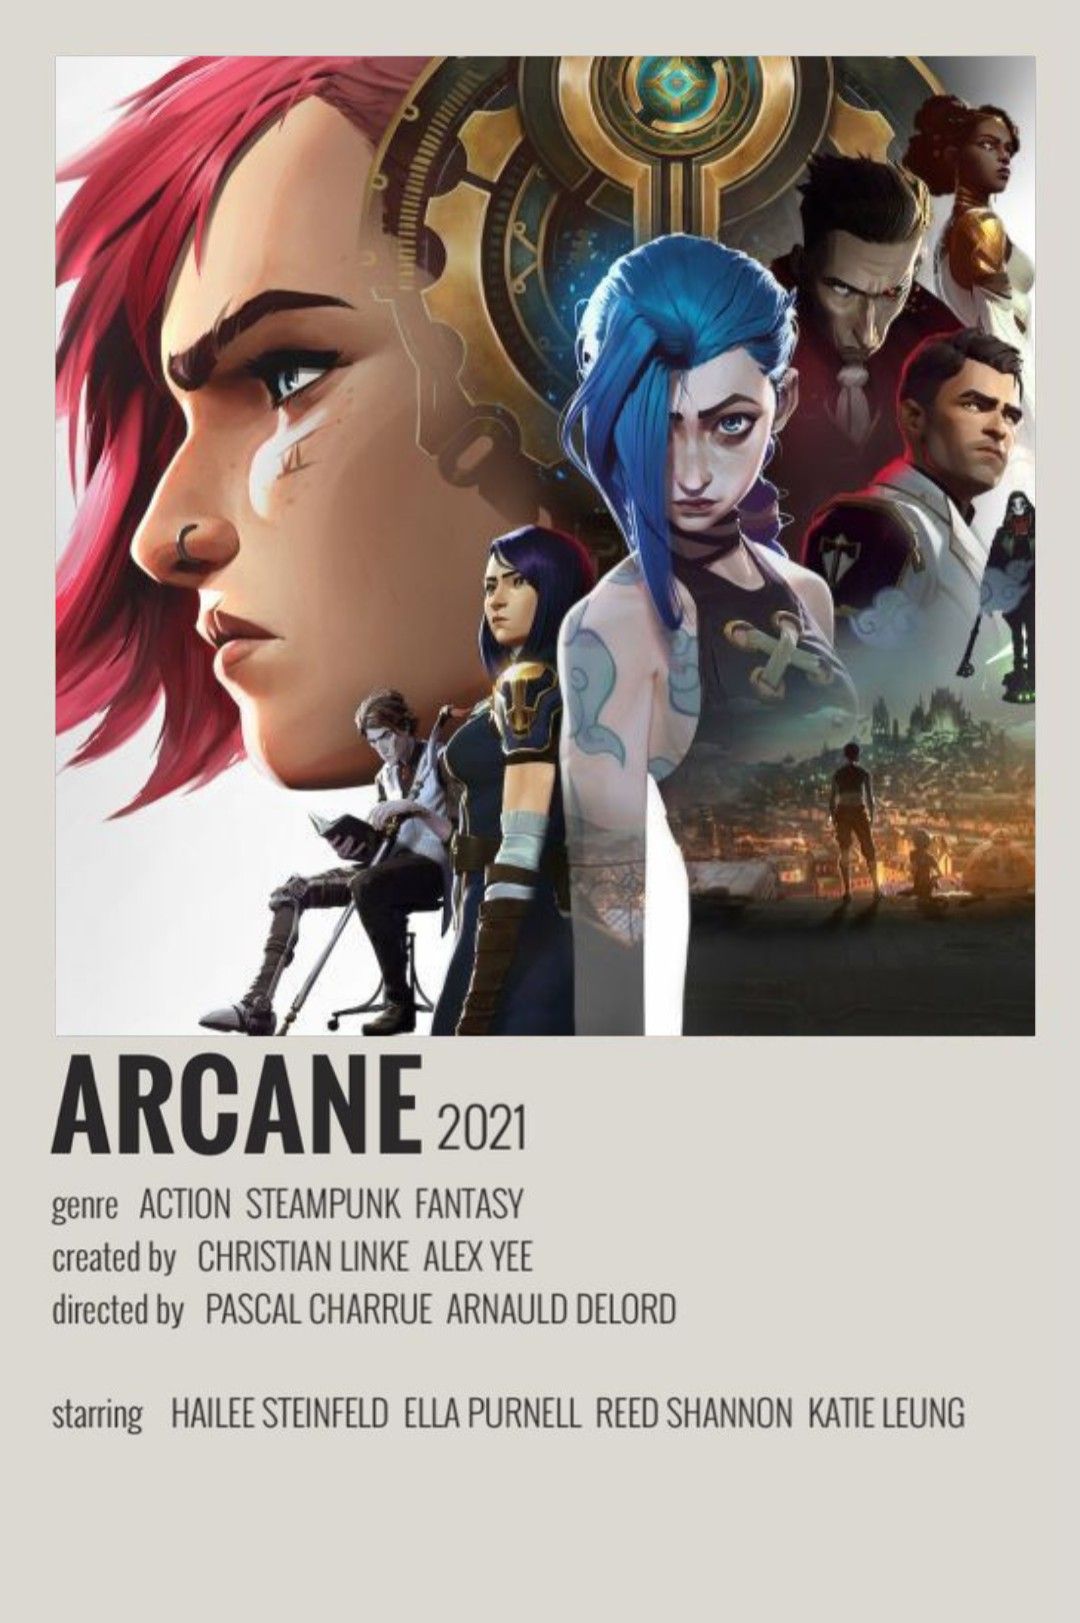 ARCANE 2021
genre ACTION STEAMPUNK FANTASY
created by CHRISTIAN LINKE ALEX YEE
directed by PASCAL CHARRUE ARNAULD DELORD
starring HAILEE STEINFELD ELLA PURNELL REED SHANNON KATIE LEUNG